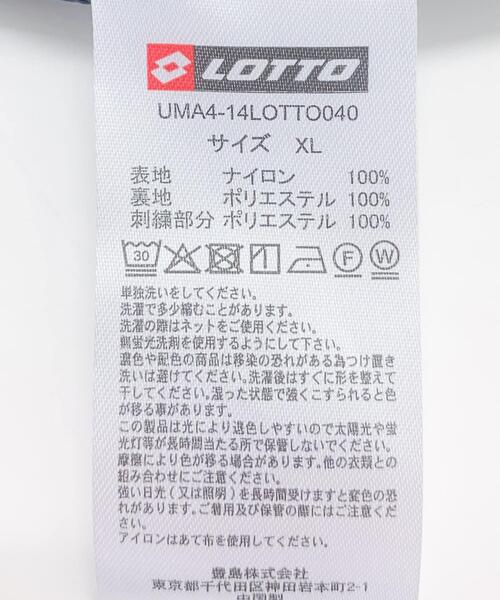 LOTTO
UMA4-14LOTTO040
サイズ XL
表地 ナイロン 100%
裏地 ポリエステル 100%
刺繍部分 ポリエステル 100%
30 F W
単独洗いをしてください。
洗濯で多少縮むことがあります。
洗濯の際はネットをご使用ください。
無蛍光洗剤を使用するようにして下さい。
濃色や配色の商品は移染の恐れがある為つけ置き
洗いは避けてください。洗濯後はすぐに形を整えて
干してください。湿った状態で強くこすられると色
が移る事があります。
この製品は光により退色しやすいので太陽光や蛍
光灯等が長時間当たる所で保管しないでください。
摩擦により色が移る場合があります。他の衣類との
組み合わせにご注意ください。
強い日光(又は照明)を長時間受けますと変色の恐
れがあります。ご着用及び保管の際にはご注意
ください。
アイロンはあて布を使用してください。
豊島株式会社
東京都千代田区神田岩本町2-1
中国製